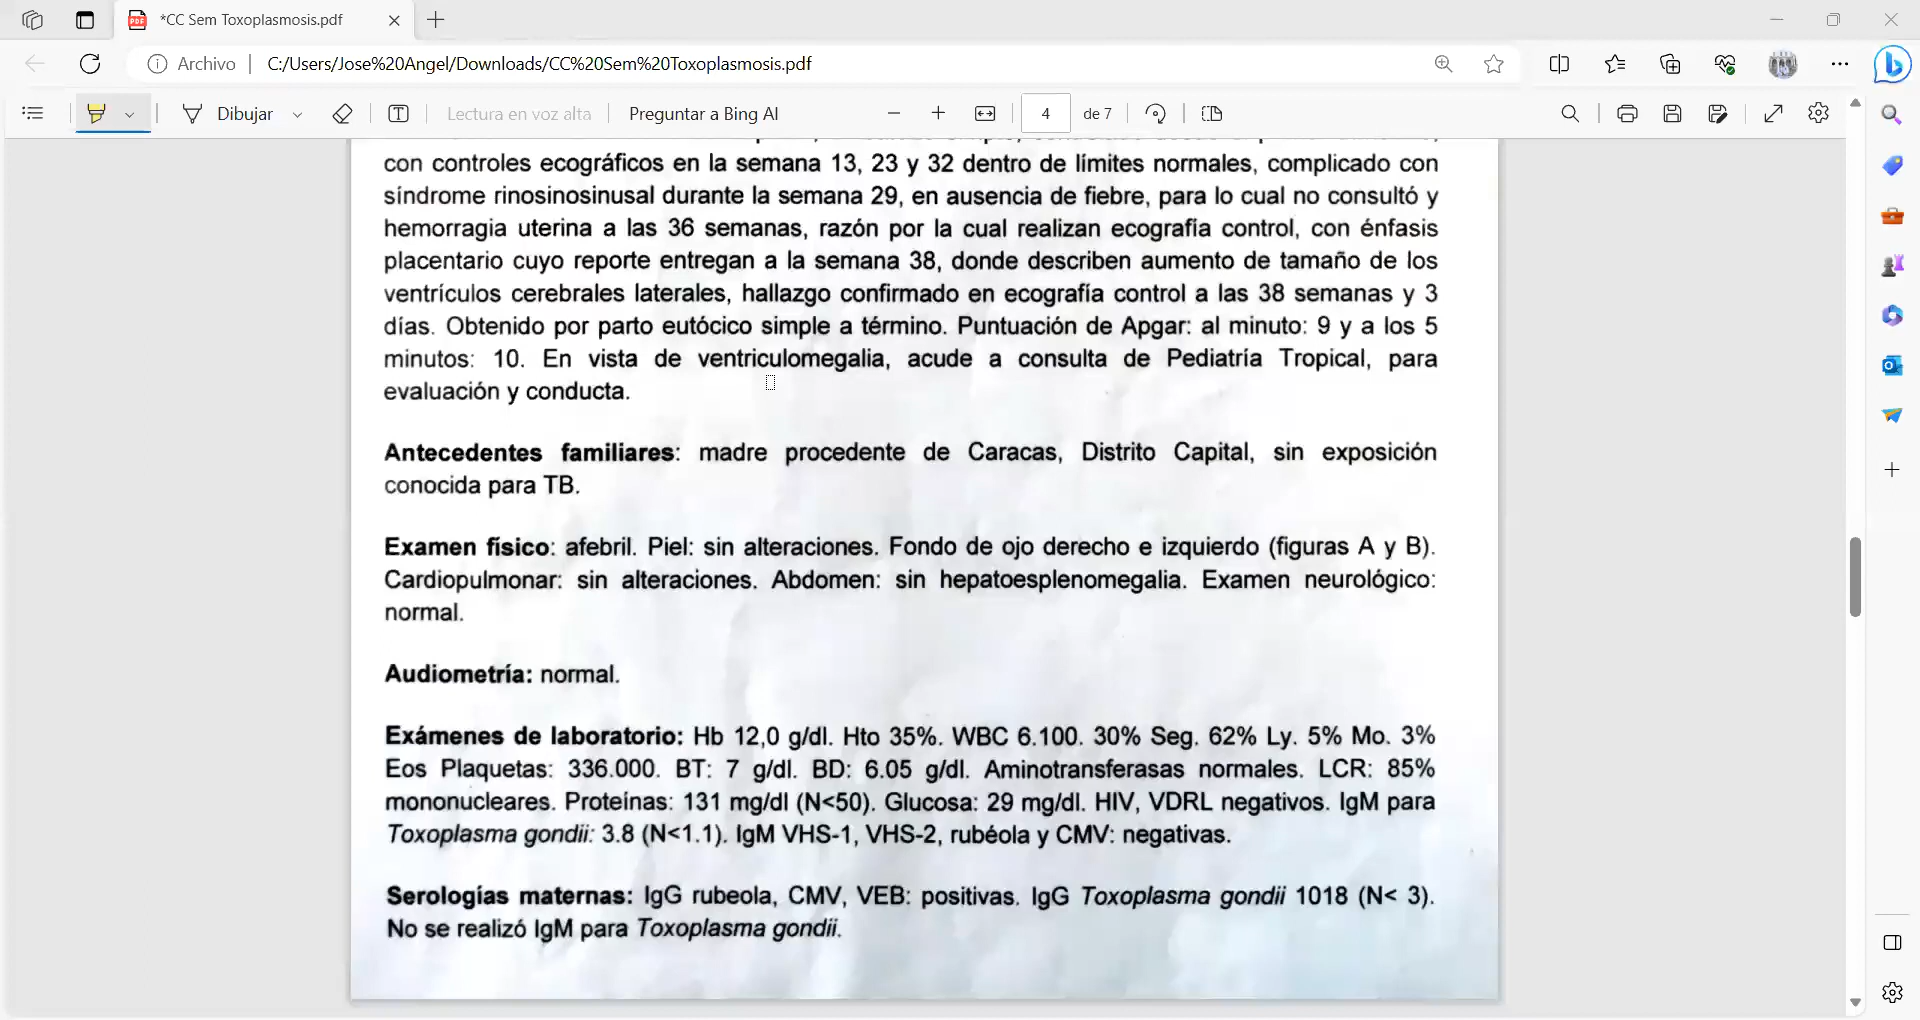 *CC Sem Toxoplasmosis.pdf
Archivo C:/Users/Jose%20Angel/Downloads/CC%20Sem%20Toxoplasmosis.pdf
Dibujar Lectura en voz alta Preguntar a Bing AI 4 de 7
con controles ecográficos en la semana 13, 23 y 32 dentro de límites normales, complicado con
síndrome rinosinosinusal durante la semana 29, en ausencia de fiebre, para lo cual no consultó y
hemorragia uterina a las 36 semanas, razón por la cual realizan ecografía control, con énfasis
placentario cuyo reporte entregan a la semana 38, donde describen aumento de tamaño de los
ventrículos cerebrales laterales, hallazgo confirmado en ecografía control a las 38 semanas y 3
días. Obtenido por parto eutócico simple a término. Puntuación de Apgar: al minuto: 9 y a los 5
minutos: 10. En vista de ventriculomegalia, acude a consulta de Pediatría Tropical, para
evaluación y conducta.
Antecedentes familiares: madre procedente de Caracas, Distrito Capital, sin exposición
conocida para TB.
Examen físico: afebril. Piel: sin alteraciones. Fondo de ojo derecho e izquierdo (figuras A y B).
Cardiopulmonar: sin alteraciones. Abdomen: sin hepatoesplenomegalia. Examen neurológico:
normal.
Audiometría: normal.
Exámenes de laboratorio: Hb 12,0 g/dl. Hto 35%. WBC 6.100. 30% Seg. 62% Ly. 5% Mo. 3%
Eos Plaquetas: 336.000. BT: 7 g/dl. BD: 6.05 g/dl. Aminotransferasas normales. LCR: 85%
mononucleares. Proteínas: 131 mg/dl (N<50). Glucosa: 29 mg/dl. HIV, VDRL negativos. IgM para
Toxoplasma gondii: 3.8 (N<1.1). IgM VHS-1, VHS-2, rubéola y CMV: negativas.
Serologías maternas: IgG rubeola, CMV, VEB: positivas. IgG Toxoplasma gondii 1018 (N< 3).
No se realizó IgM para Toxoplasma gondii.